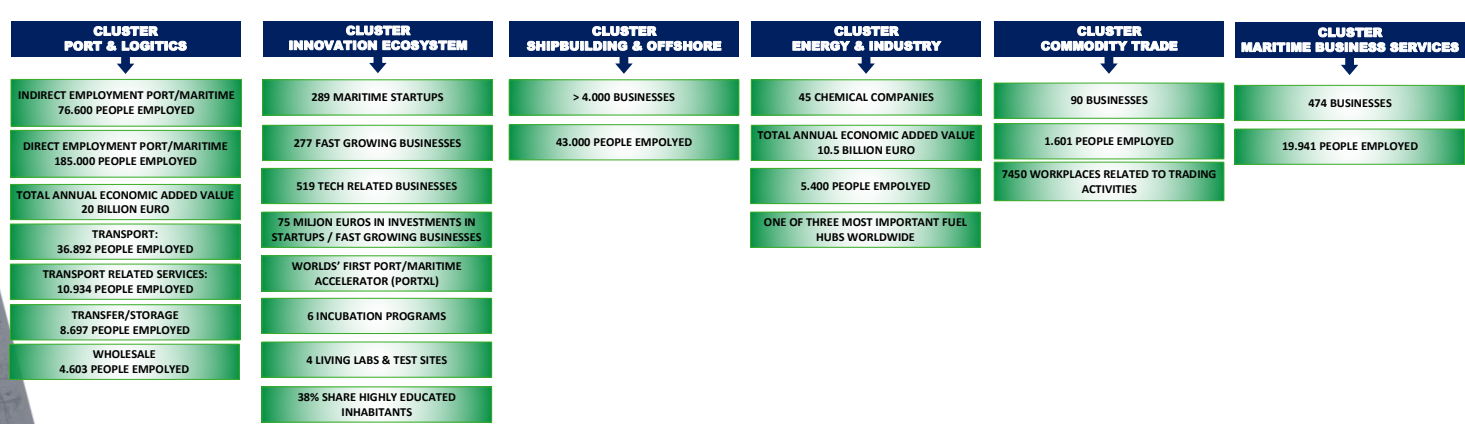 CLUSTER
PORT & LOGITICS
INDIRECT EMPLOYMENT PORT/MARITIME
76.600 PEOPLE EMPLOYED
DIRECT EMPLOYMENT PORT/MARITIME
185.000 PEOPLE EMPLOYED
TOTAL ANNUAL ECONOMIC ADDED VALUE
20 BILLION EURO
TRANSPORT:
36.892 PEOPLE EMPLOYED
TRANSPORT RELATED SERVICES:
10.934 PEOPLE EMPLOYED
TRANSFER/STORAGE
8.697 PEOPLE EMPLOYED
WHOLESALE
4.603 PEOPLE EMPOLYED
CLUSTER
INNOVATION ECOSYSTEM
289 MARITIME STARTUPS
277 FAST GROWING BUSINESSES
519 TECH RELATED BUSINESSES
75 MILJON EUROS IN INVESTMENTS IN
STARTUPS / FAST GROWING BUSINESSES
WORLDS’ FIRST PORT/MARITIME
ACCELERATOR (PORTXL)
6 INCUBATION PROGRAMS
4 LIVING LABS & TEST SITES
38% SHARE HIGHLY EDUCATED
INHABITANTS
CLUSTER
SHIPBUILDING & OFFSHORE
> 4.000 BUSINESSES
43.000 PEOPLE EMPOLYED
CLUSTER
ENERGY & INDUSTRY
45 CHEMICAL COMPANIES
TOTAL ANNUAL ECONOMIC ADDED VALUE
10.5 BILLION EURO
5.400 PEOPLE EMPOLYED
ONE OF THREE MOST IMPORTANT FUEL
HUBS WORLDWIDE
CLUSTER
COMMODITY TRADE
90 BUSINESSES
1.601 PEOPLE EMPLOYED
7450 WORKPLACES RELATED TO TRADING
ACTIVITIES
CLUSTER
MARITIME BUSINESS SERVICES
474 BUSINESSES
19.941 PEOPLE EMPLOYED